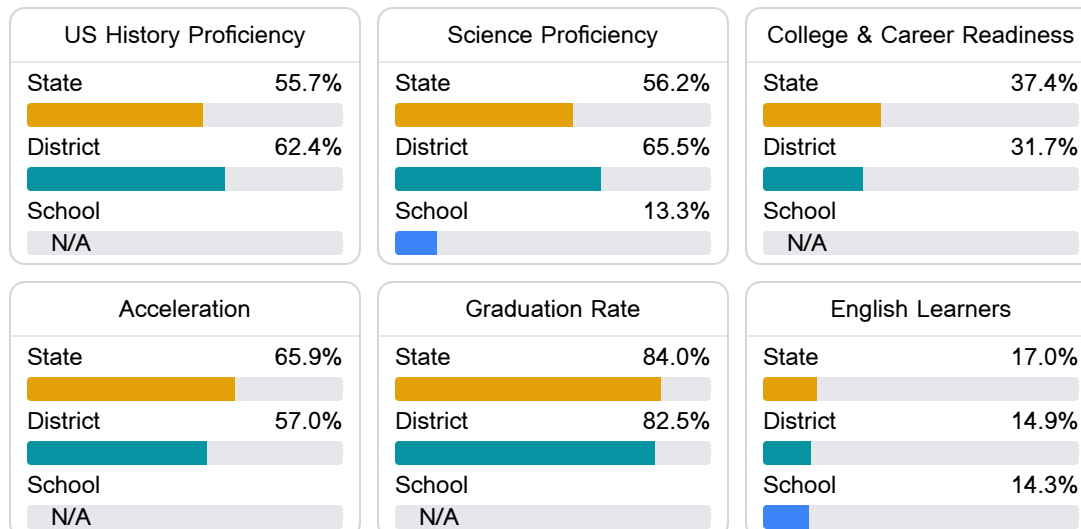 US History Proficiency
State 55.7%
District 62.4%
School
N/A
Science Proficiency
State 56.2%
District 65.5%
School 13.3%
College & Career Readiness
State 37.4%
District 31.7%
School
N/A
Acceleration
State 65.9%
District 57.0%
School
N/A
Graduation Rate
State 84.0%
District 82.5%
School
N/A
English Learners
State 17.0%
District 14.9%
School 14.3%